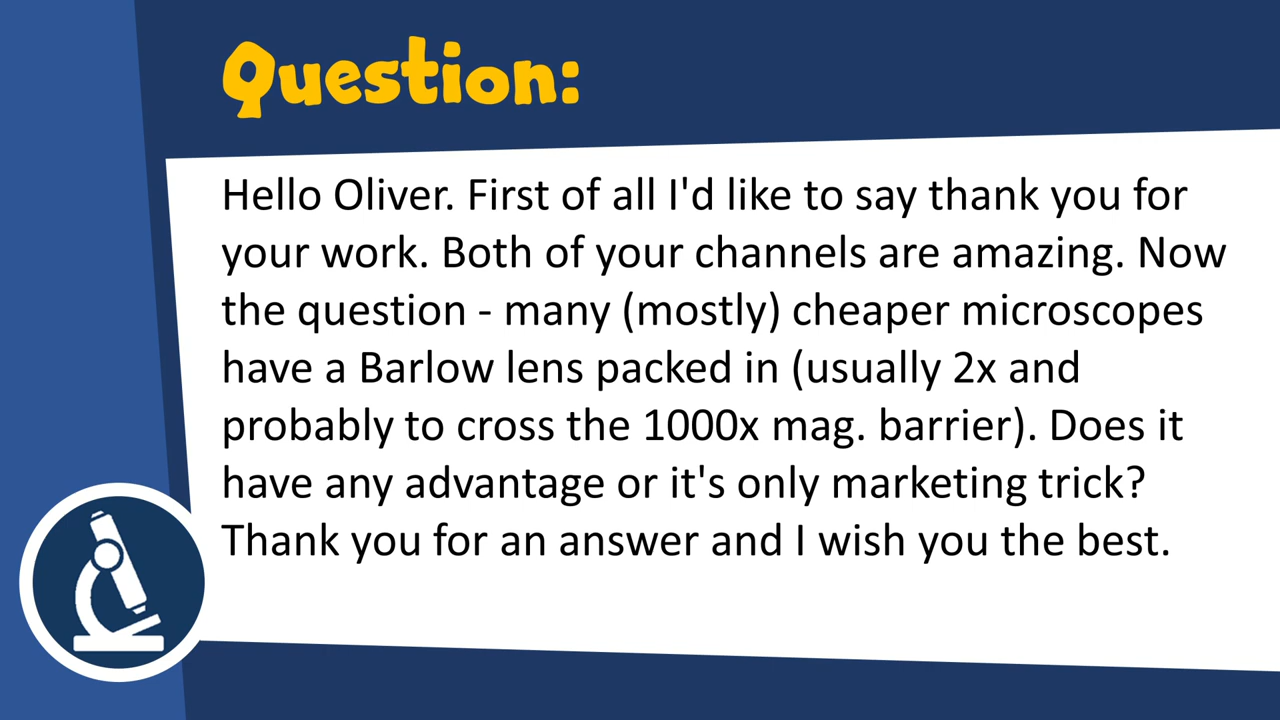 Question:
Hello Oliver. First of all I'd like to say thank you for
your work. Both of your channels are amazing. Now
the question - many (mostly) cheaper microscopes
have a Barlow lens packed in (usually 2x and
probably to cross the 1000x mag. barrier). Does it
have any advantage or it's only marketing trick?
Thank you for an answer and I wish you the best.